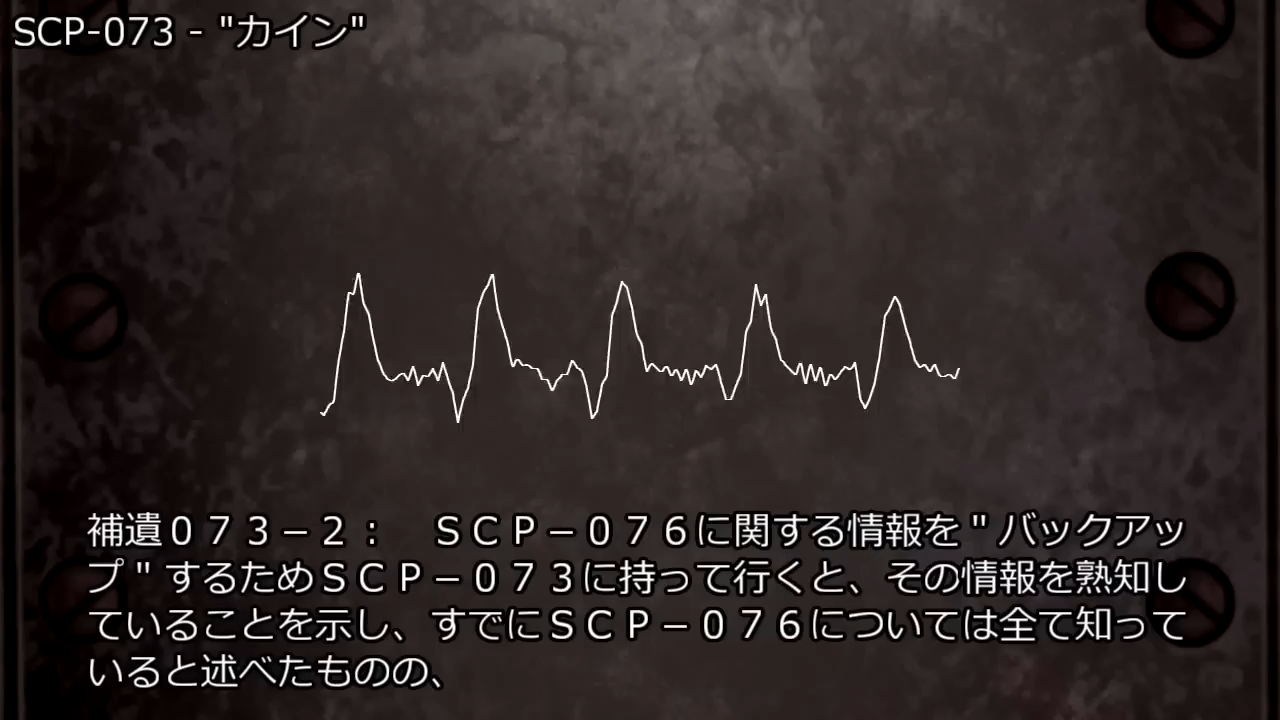 SCP-073 - "カイン"
補遺０７３－２：　ＳＣＰ－０７６に関する情報を＂バックアッ
プ＂するためＳＣＰ－０７３に持って行くと、その情報を熟知し
ていることを示し、すでにＳＣＰ－０７６については全て知って
いると述べたものの、